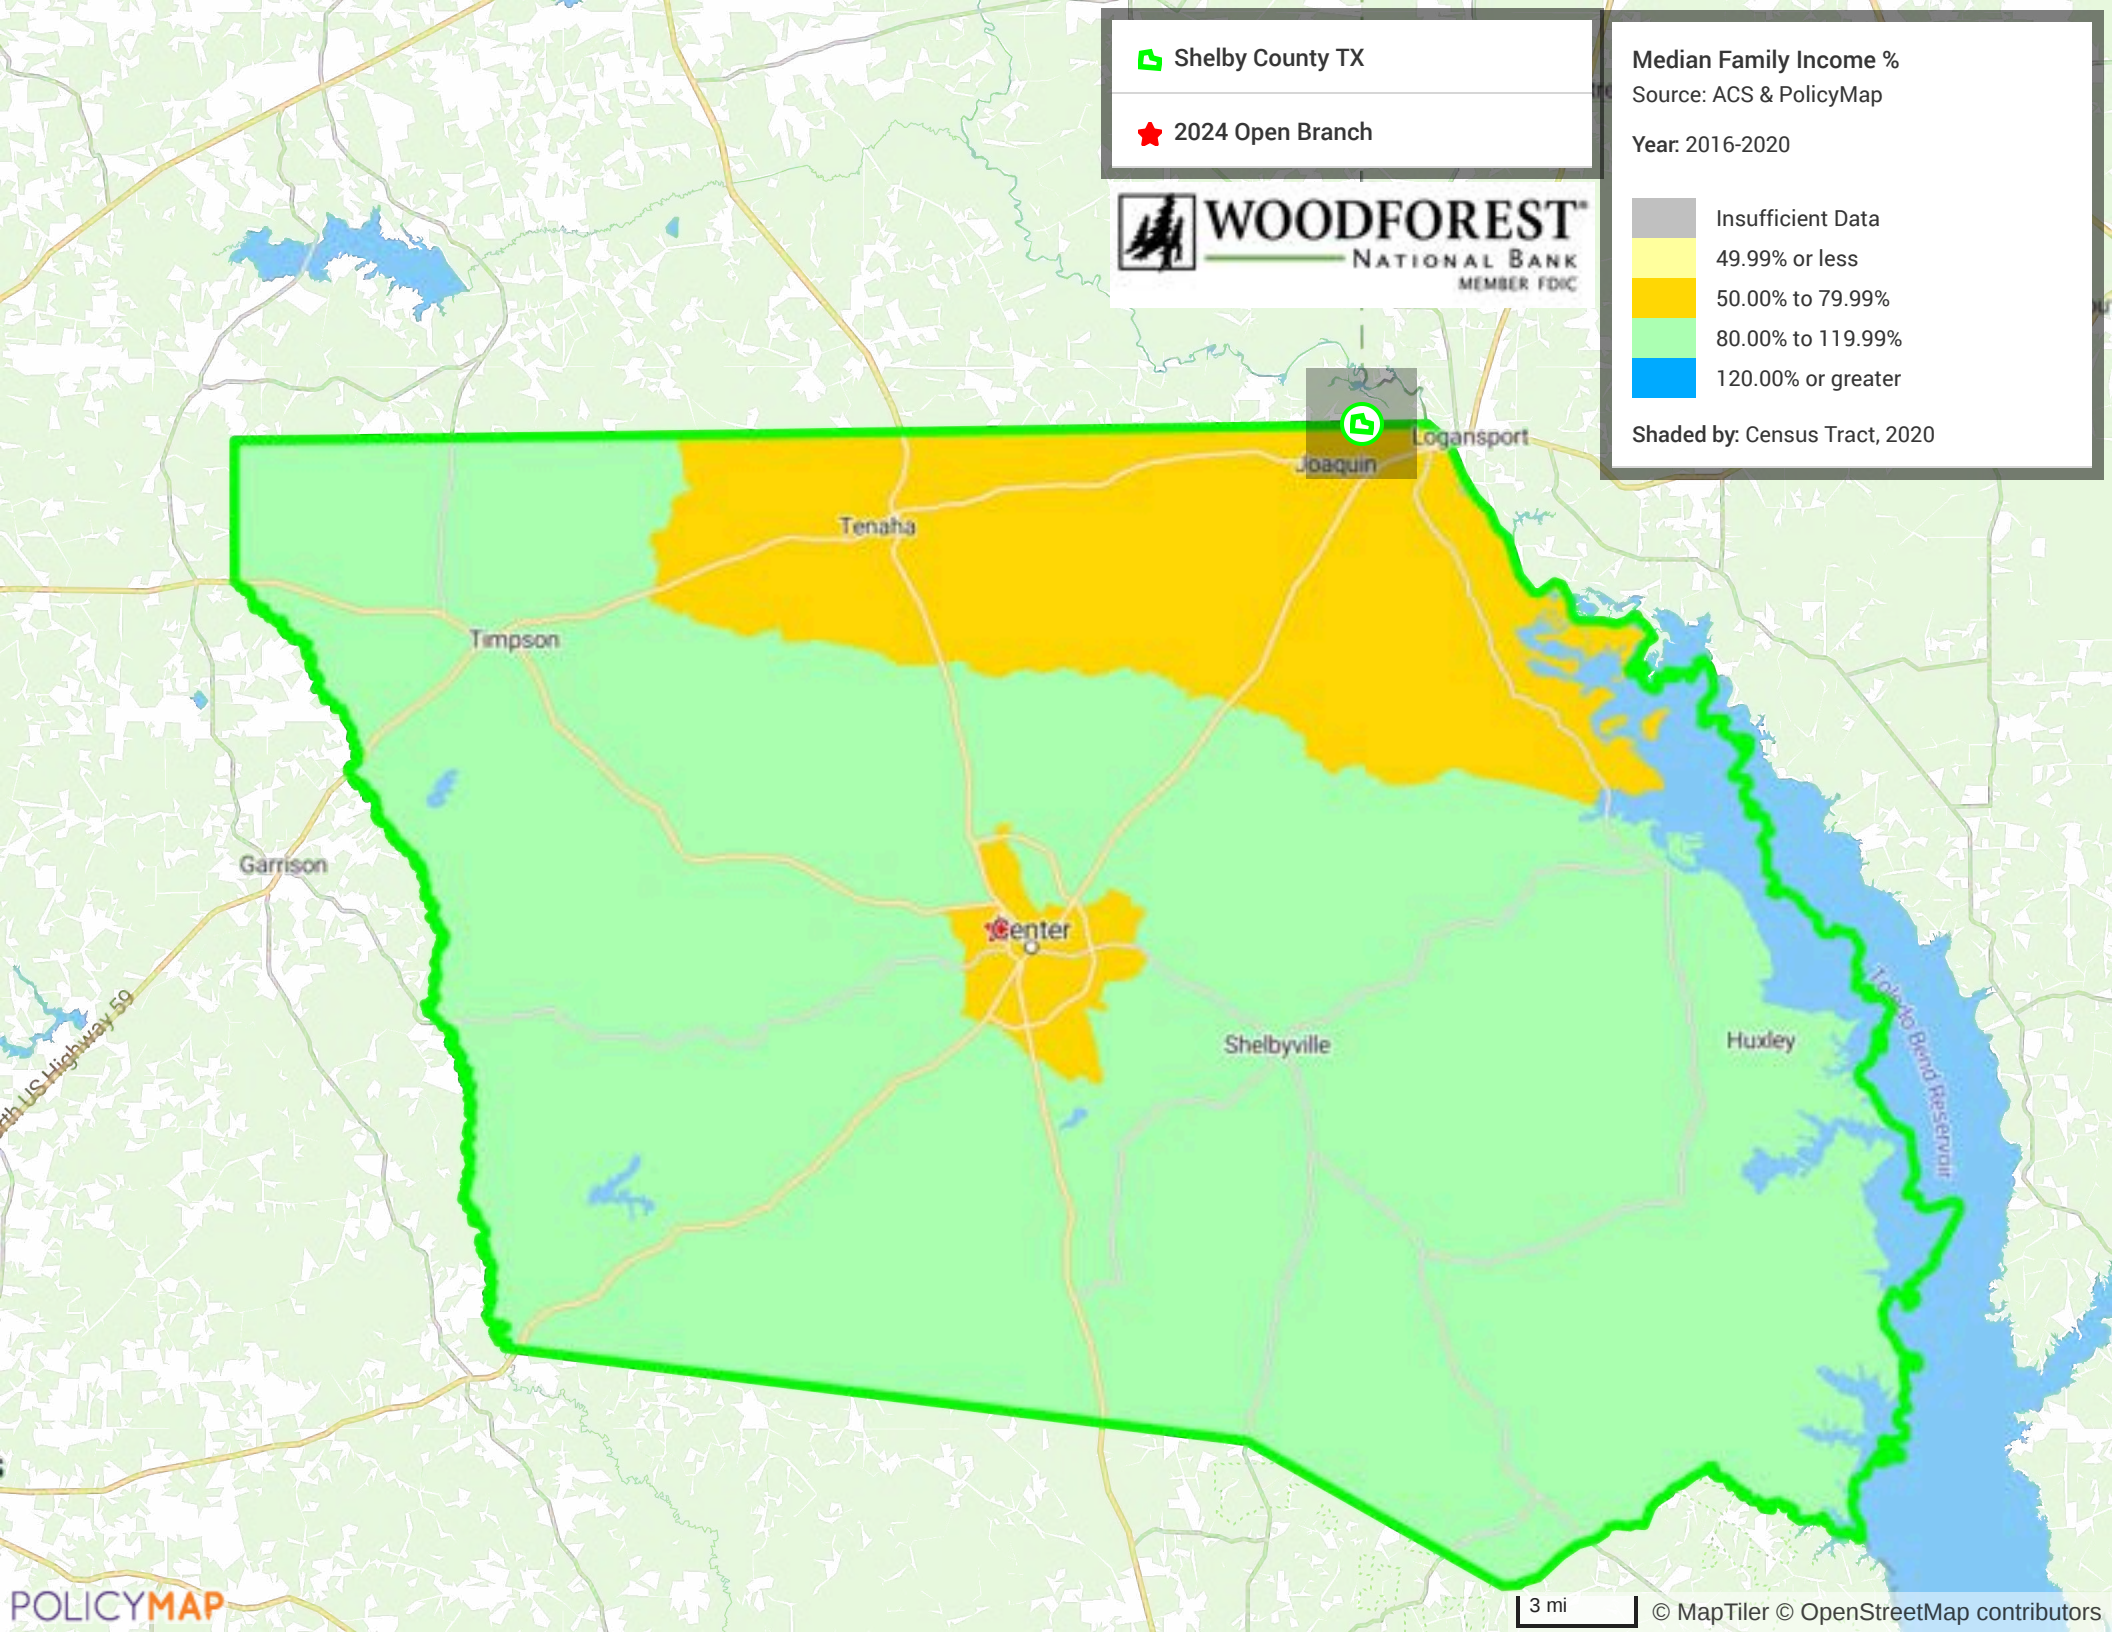 Shelby County TX
2024 Open Branch
WOODFOREST
NATIONAL BANK
MEMBER FDIC
Median Family Income %
Source: ACS & PolicyMap
Year: 2016-2020
Insufficient Data
49.99% or less
50.00% to 79.99%
80.00% to 119.99%
120.00% or greater
Shaded by: Census Tract, 2020
Logansport
Joaquin
Tenaha
Timpson
Garrison
Center
Shelbyville
Huxley
Toledo Bend Reservoir
rth US Highway 59
POLICYMAP
3 mi
© MapTiler © OpenStreetMap contributors